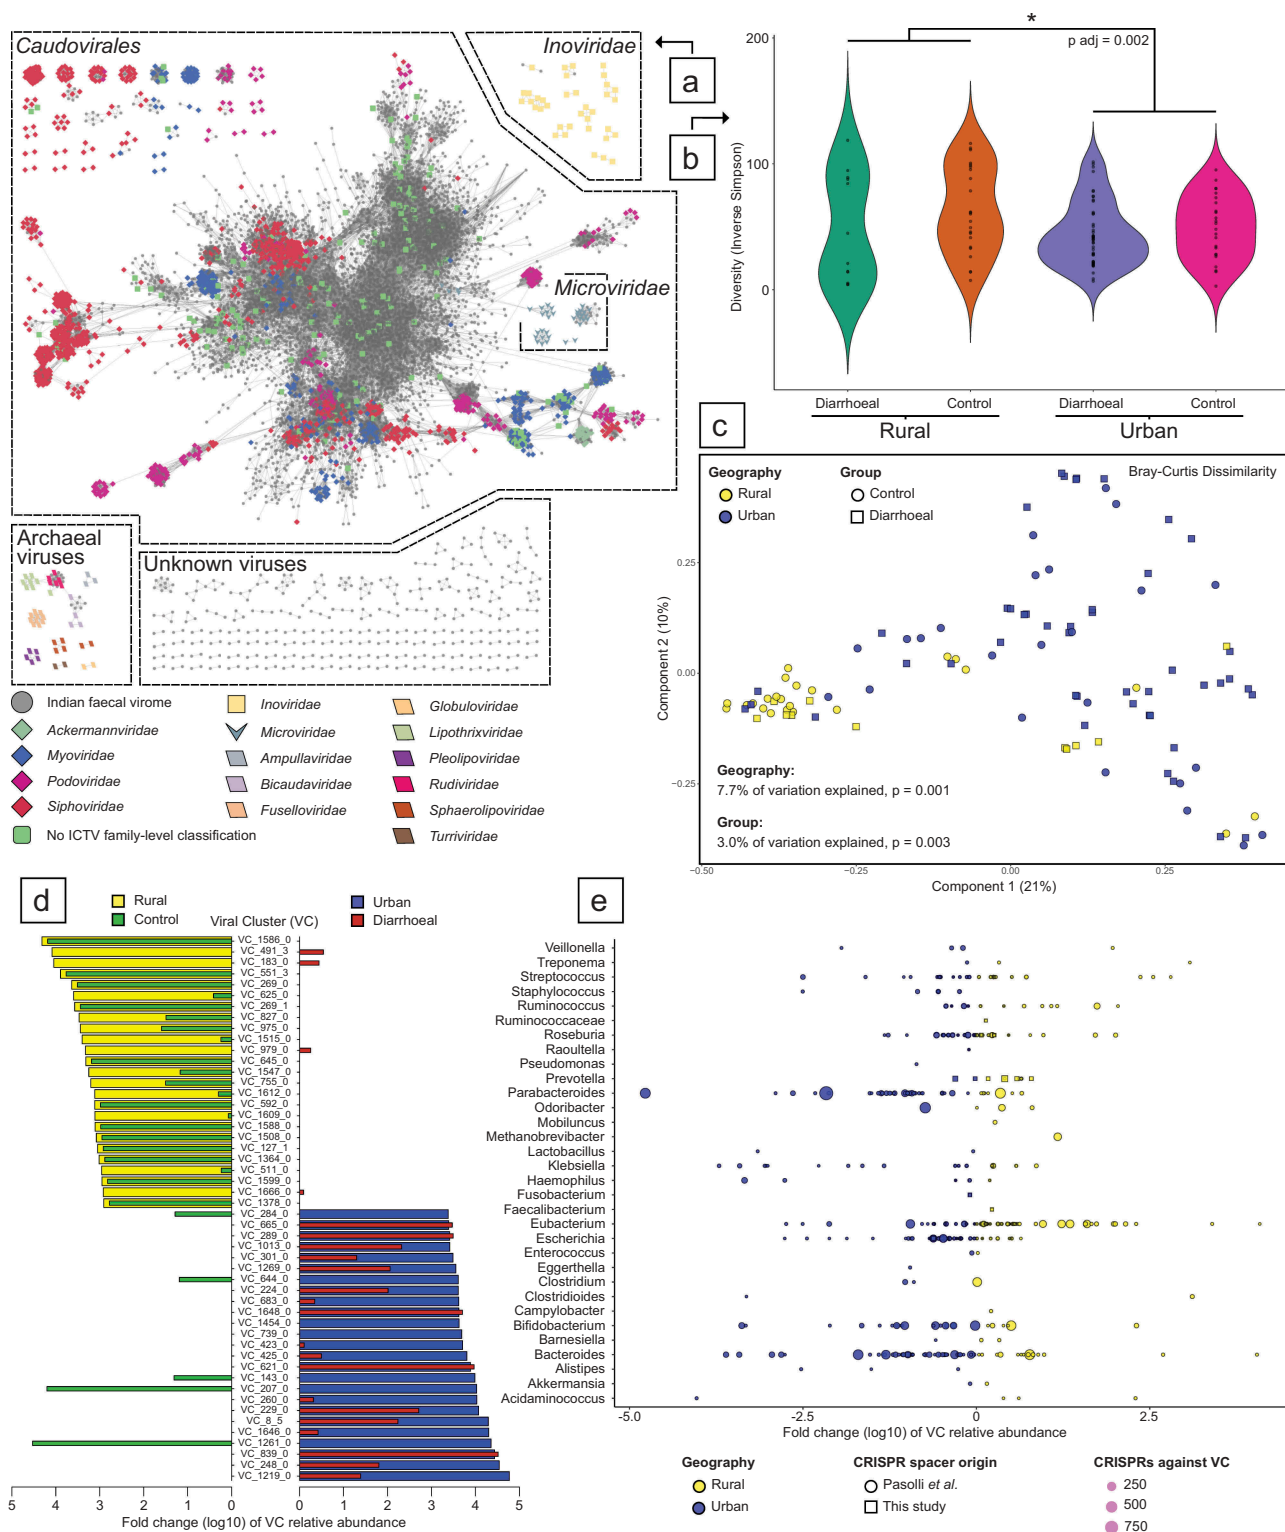 Caudovirales
Inoviridae
a
b
Microviridae
Archaeal
viruses
Unknown viruses
Indian faecal virome
Ackermannviridae
Myoviridae
Podoviridae
Siphoviridae
No ICTV family-level classification
Inoviridae
Microviridae
Ampullaviridae
Bicaudaviridae
Fuselloviridae
Globuloviridae
Lipothrixviridae
Pleolipoviridae
Rudiviridae
Sphaerolipoviridae
Turriviridae
*
p adj = 0.002
200
100
0
Diversity (Inverse Simpson)
Diarrhoeal
Control
Diarrhoeal
Control
Rural
Urban
c
Geography
Rural
Urban
Group
Control
Diarrhoeal
Bray-Curtis Dissimilarity
0.25
0.00
−0.25
Component 2 (10%)
Geography:
7.7% of variation explained, p = 0.001
Group:
3.0% of variation explained, p = 0.003
−0.50
−0.25
0.00
0.25
Component 1 (21%)
d
Rural
Control
Viral Cluster (VC)
Urban
Diarrhoeal
VC_1586_0
VC_491_3
VC_183_0
VC_551_3
VC_269_0
VC_625_0
VC_269_1
VC_827_0
VC_975_0
VC_1515_0
VC_979_0
VC_645_0
VC_1547_0
VC_755_0
VC_1612_0
VC_592_0
VC_1609_0
VC_1588_0
VC_1508_0
VC_127_1
VC_1364_0
VC_511_0
VC_1599_0
VC_1666_0
VC_1378_0
VC_284_0
VC_665_0
VC_289_0
VC_1013_0
VC_301_0
VC_1269_0
VC_644_0
VC_224_0
VC_683_0
VC_1648_0
VC_1454_0
VC_739_0
VC_423_0
VC_425_0
VC_621_0
VC_143_0
VC_207_0
VC_260_0
VC_229_0
VC_8_5
VC_1646_0
VC_1261_0
VC_839_0
VC_248_0
VC_1219_0
5 4 3 2 1 0 0 1 2 3 4 5
Fold change (log10) of VC relative abundance
e
Veillonella
Treponema
Streptococcus
Staphylococcus
Ruminococcus
Ruminococcaceae
Roseburia
Raoultella
Pseudomonas
Prevotella
Parabacteroides
Odoribacter
Mobiluncus
Methanobrevibacter
Lactobacillus
Klebsiella
Haemophilus
Fusobacterium
Faecalibacterium
Eubacterium
Escherichia
Enterococcus
Eggerthella
Clostridium
Clostridioides
Campylobacter
Bifidobacterium
Barnesiella
Bacteroides
Alistipes
Akkermansia
Acidaminococcus
-5.0 -2.5 0 2.5
Fold change (log10) of VC relative abundance
Geography
Rural
Urban
CRISPR spacer origin
Pasolli et al.
This study
CRISPRs against VC
250
500
750